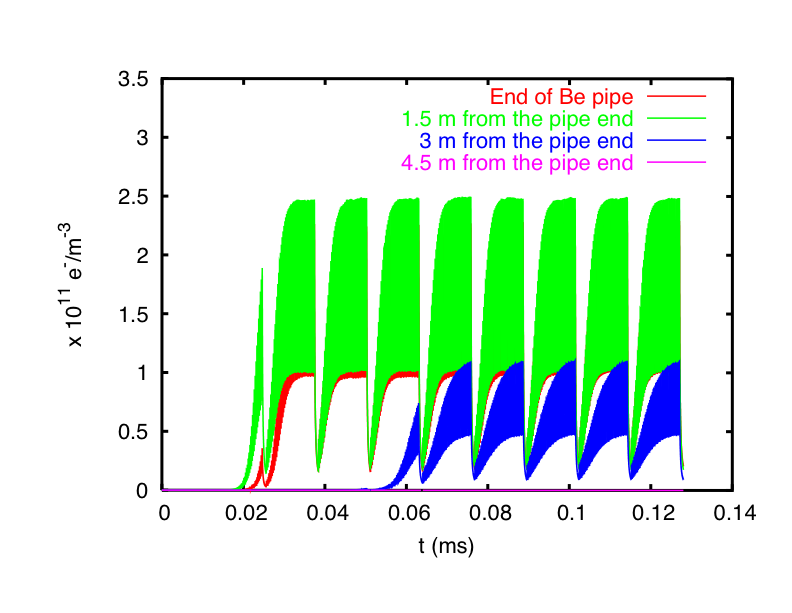 3.5
3
2.5
2
1.5
1
0.5
0
x 10^11 e^-/m^-3
End of Be pipe
1.5 m from the pipe end
3 m from the pipe end
4.5 m from the pipe end
0 0.02 0.04 0.06 0.08 0.1 0.12 0.14
t (ms)